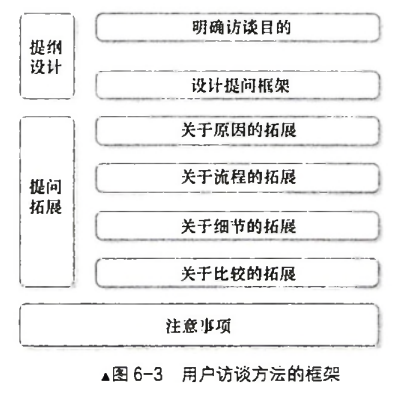 提纲
设计
明确访谈目的
设计提问框架
提问
拓展
关于原因的拓展
关于流程的拓展
关于细节的拓展
关于比较的拓展
注意事项
▲图 6-3 用户访谈方法的框架